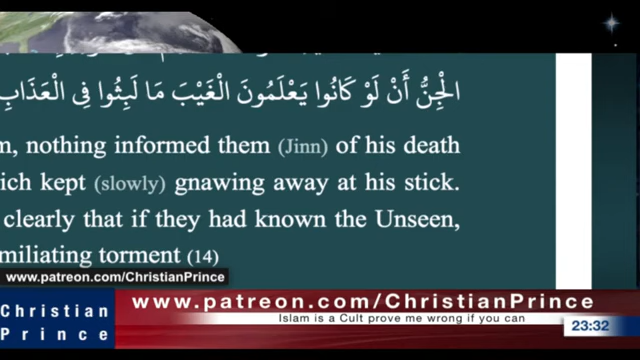 الْجِنُّ أَنْ لَوْ كَانُوا يَعْلَمُونَ الْغَيْبَ مَا لَبِثُوا فِي الْعَذَابِ
m, nothing informed them (Jinn) of his death
ich kept (slowly) gnawing away at his stick.
clearly that if they had known the Unseen,
miliating torment (14)
www.patreon.com/ChristianPrince
www.patreon.com/ChristianPrince
Christian
Prince
Islam is a Cult prove me wrong if you can
23:32